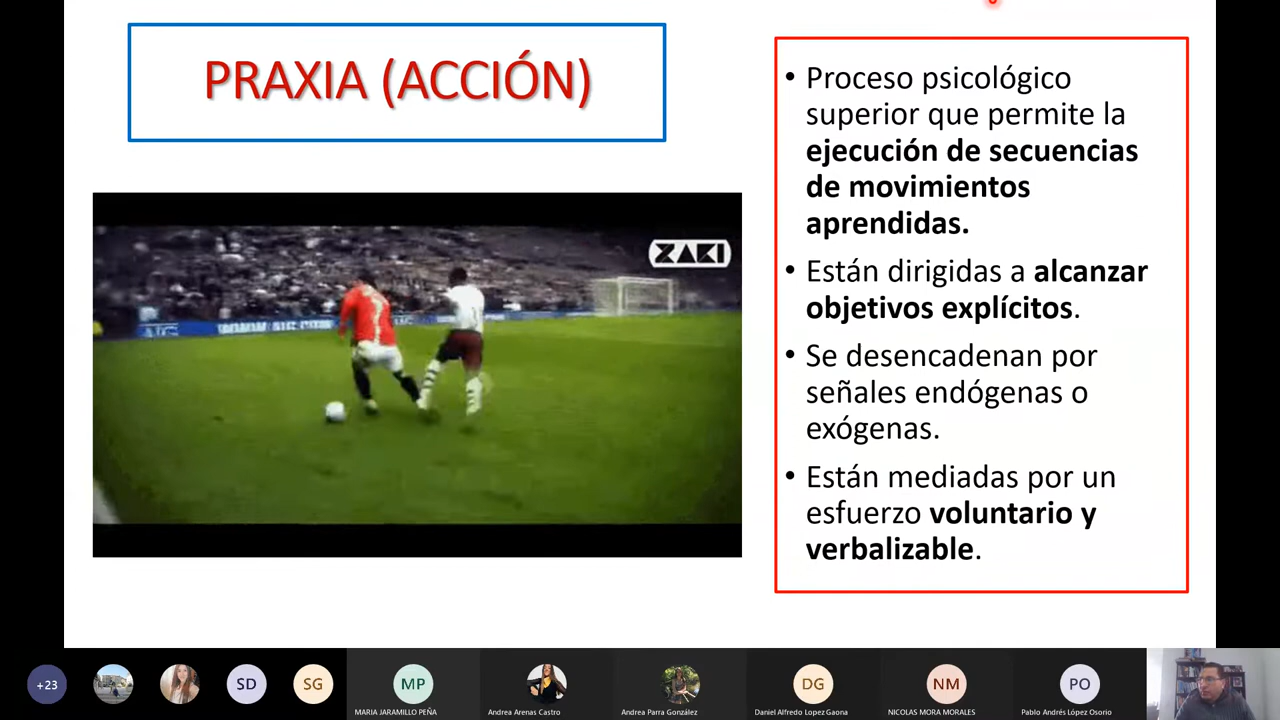 PRAXIA (ACCIÓN)
ZAKI
• Proceso psicológico
superior que permite la
ejecución de secuencias
de movimientos
aprendidas.
• Están dirigidas a alcanzar
objetivos explícitos.
• Se desencadenan por
señales endógenas o
exógenas.
• Están mediadas por un
esfuerzo voluntario y
verbalizable.
+23
SD
SG
MP
MARIA JARAMILLO PEÑA
Andrea Arenas Castro
Andrea Parra González
DG
Daniel Alfredo Lopez Gaona
NM
NICOLAS MORA MORALES
PO
Pablo Andrés López Osorio